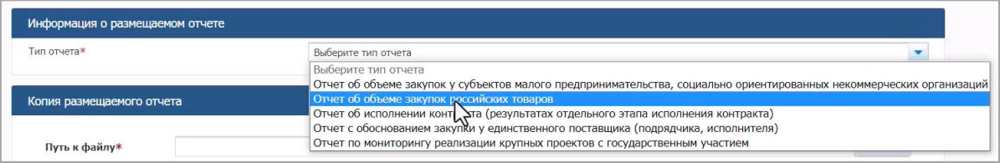 Информация о размещаемом отчете
Тип отчета*
Выберите тип отчета
Выберите тип отчета
Отчет об объеме закупок у субъектов малого предпринимательства, социально ориентированных некоммерческих организаций
Отчет об объеме закупок российских товаров
Копия размещаемого отчета
Отчет об исполнении контракта (результатах отдельного этапа исполнения контракта)
Отчет с обоснованием закупки у единственного поставщика (подрядчика, исполнителя)
Путь к файлу*
Отчет по мониторингу реализации крупных проектов с государственным участием